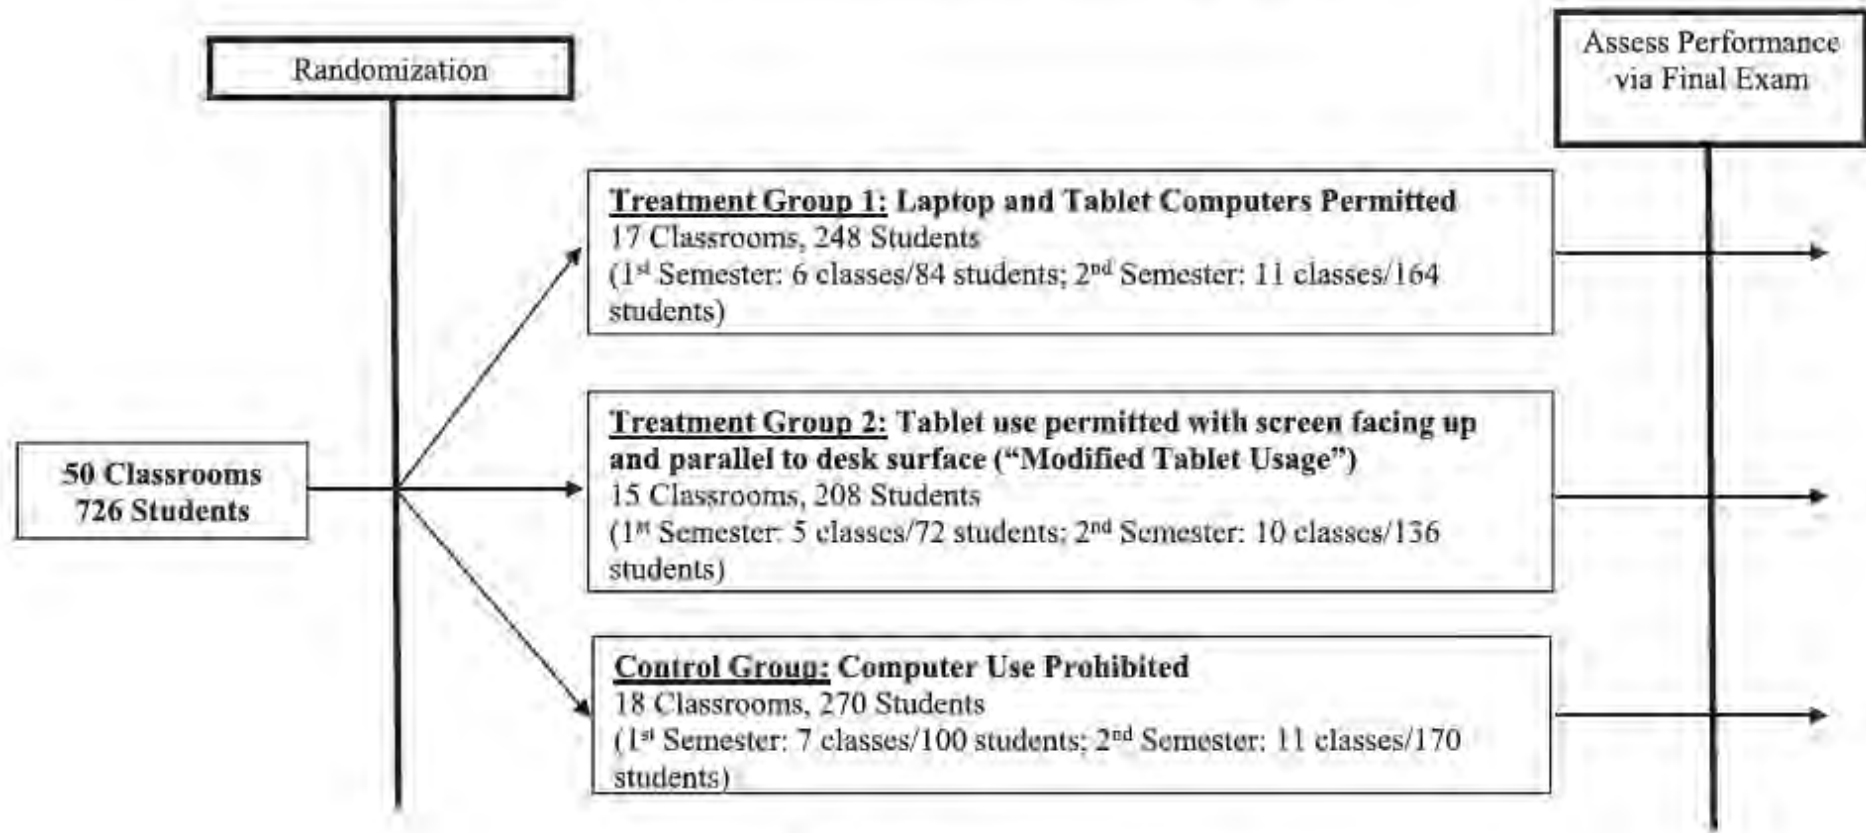 Randomization
Assess Performance
via Final Exam
Treatment Group 1: Laptop and Tablet Computers Permitted
17 Classrooms, 248 Students
(1st Semester: 6 classes/84 students; 2nd Semester: 11 classes/164
students)
50 Classrooms
726 Students
Treatment Group 2: Tablet use permitted with screen facing up
and parallel to desk surface (“Modified Tablet Usage”)
15 Classrooms, 208 Students
(1st Semester: 5 classes/72 students; 2nd Semester: 10 classes/136
students)
Control Group: Computer Use Prohibited
18 Classrooms, 270 Students
(1st Semester: 7 classes/100 students; 2nd Semester: 11 classes/170
students)